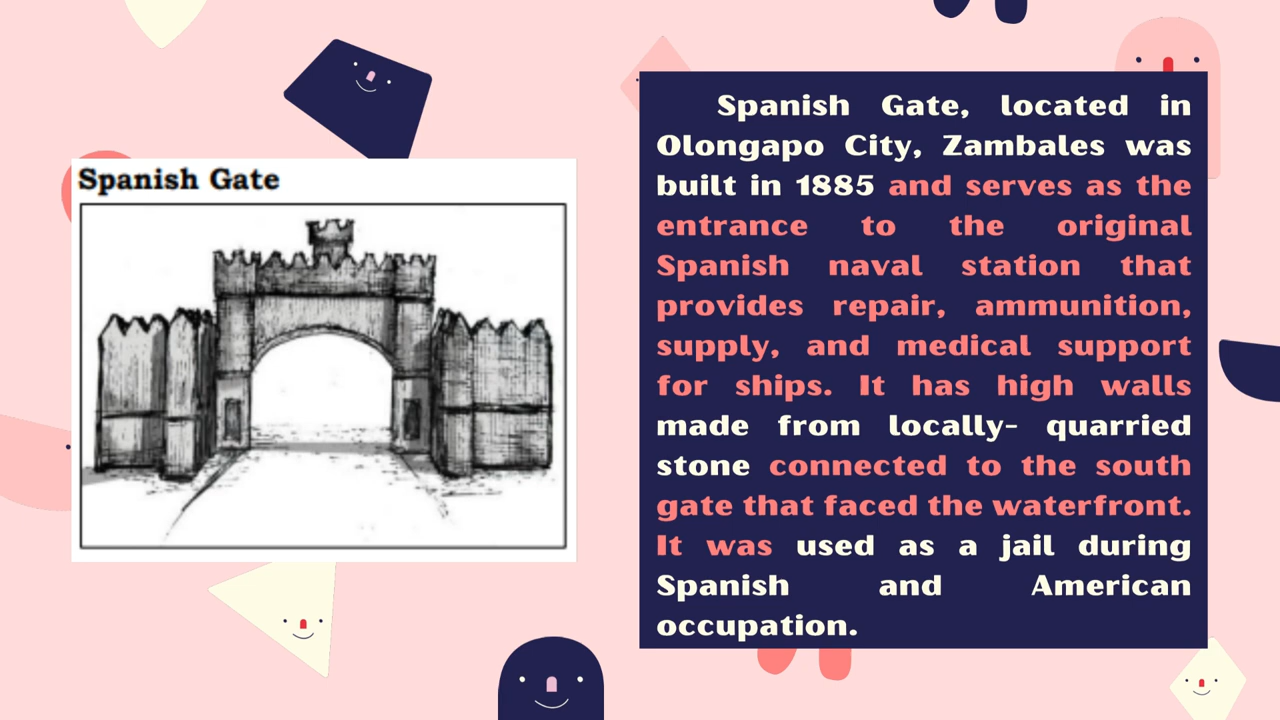 Spanish Gate
Spanish Gate, located in
Olongapo City, Zambales was
built in 1885 and serves as the
entrance to the original
Spanish naval station that
provides repair, ammunition,
supply, and medical support
for ships. It has high walls
made from locally- quarried
stone connected to the south
gate that faced the waterfront.
It was used as a jail during
Spanish and American
occupation.